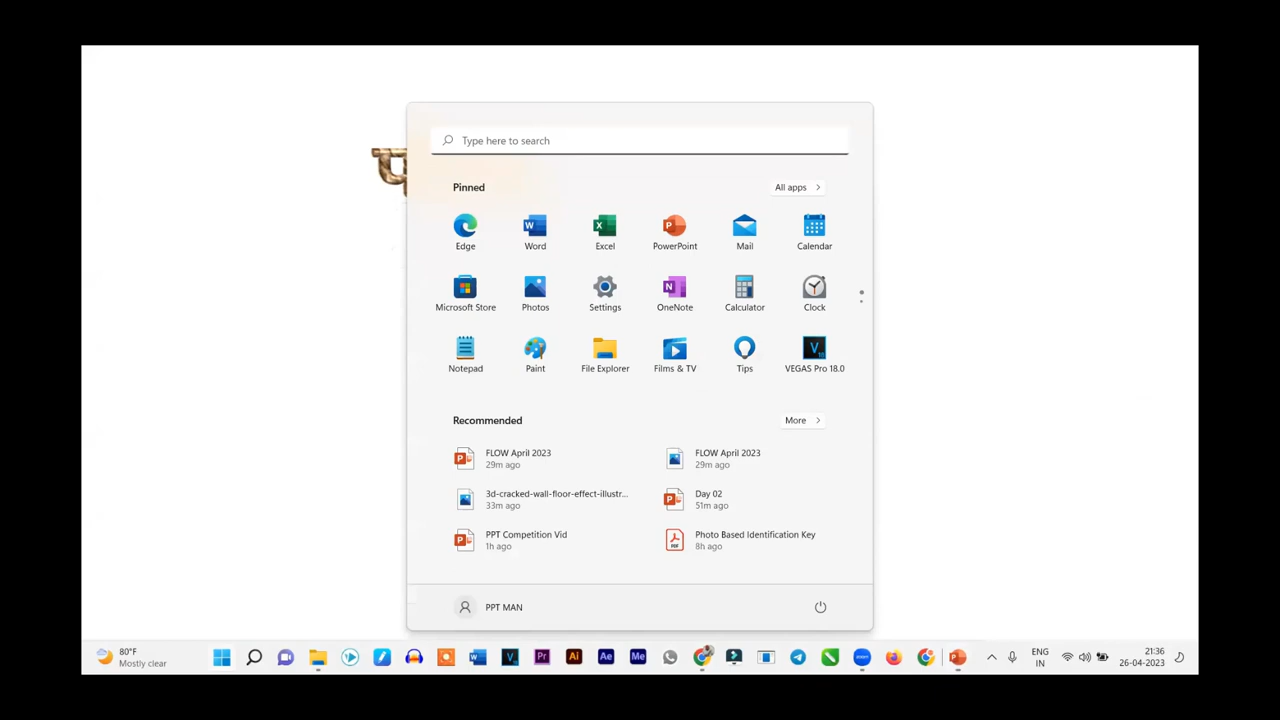 Type here to search
Pinned
All apps
Edge
Word
Excel
PowerPoint
Mail
Calendar
Microsoft Store
Photos
Settings
OneNote
Calculator
Clock
Notepad
Paint
File Explorer
Films & TV
Tips
VEGAS Pro 18.0
Recommended
More
FLOW April 2023
29m ago
FLOW April 2023
29m ago
3d-cracked-wall-floor-effect-illustr...
33m ago
Day 02
51m ago
PPT Competition Vid
1h ago
Photo Based Identification Key
8h ago
PPT MAN
80°F
Mostly clear
Pr
Ai
Ae
Me
ENG
IN
21:36
26-04-2023